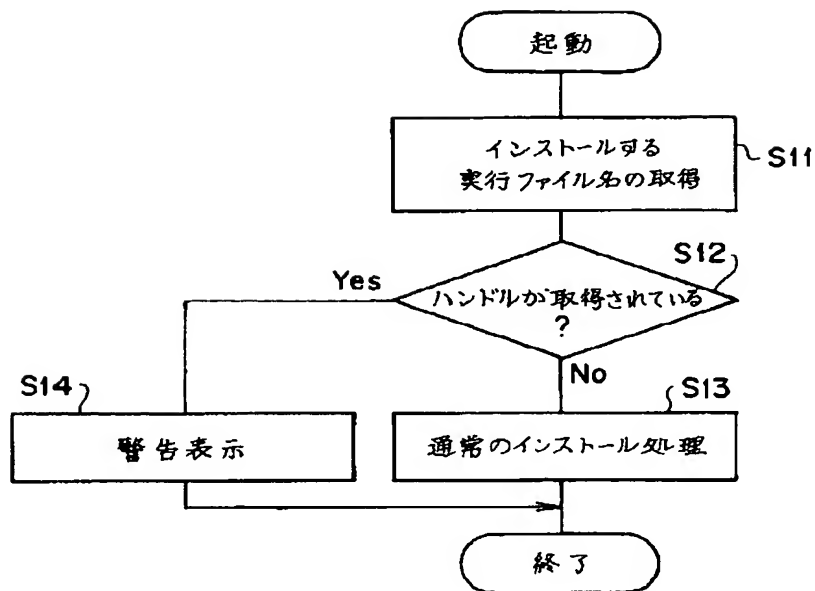 起動
インストールする
実行ファイル名の取得
S11
S12
ハンドルが取得されている
?
Yes
No
S14
警告表示
S13
通常のインストール処理
終了